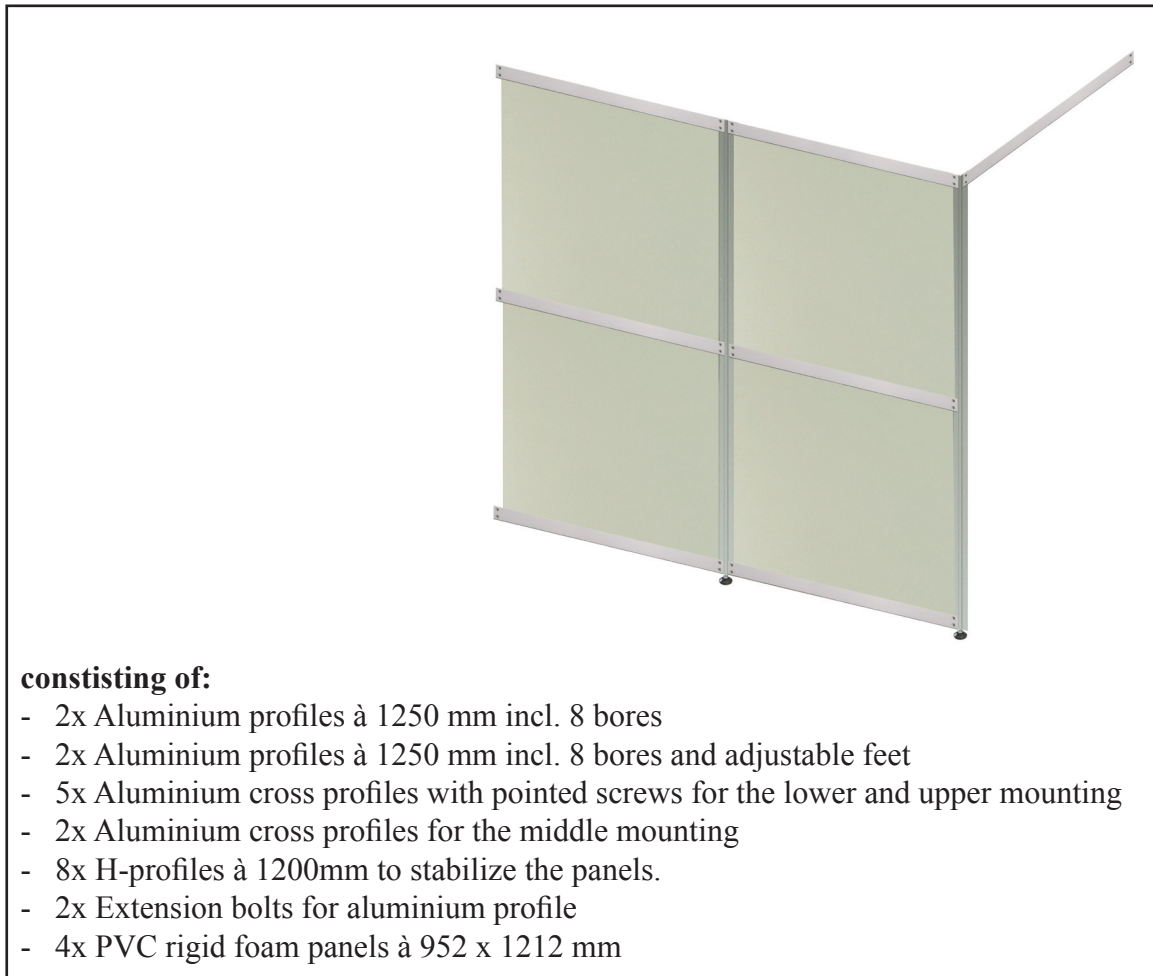 constisting of:
- 2x Aluminium profiles à 1250 mm incl. 8 bores
- 2x Aluminium profiles à 1250 mm incl. 8 bores and adjustable feet
- 5x Aluminium cross profiles with pointed screws for the lower and upper mounting
- 2x Aluminium cross profiles for the middle mounting
- 8x H-profiles à 1200mm to stabilize the panels.
- 2x Extension bolts for aluminium profile
- 4x PVC rigid foam panels à 952 x 1212 mm